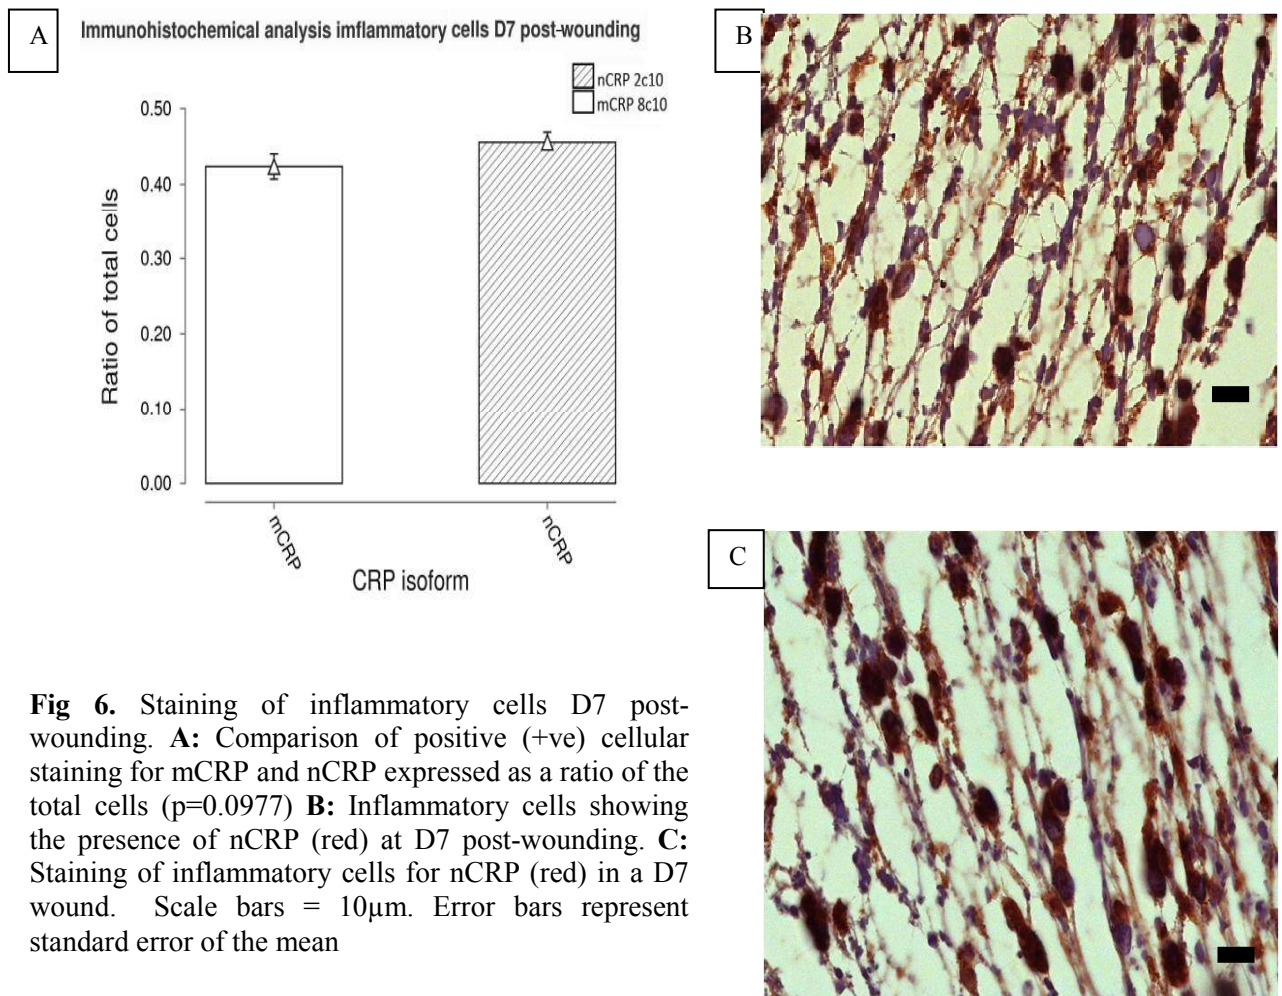 A
Immunohistochemical analysis imflammatory cells D7 post-wounding
nCRP 2c10
mCRP 8c10
0.50
0.40
0.30
0.20
0.10
0.00
Ratio of total cells
mCRP
nCRP
CRP isoform
B
C
Fig 6. Staining of inflammatory cells D7 post-
wounding. A: Comparison of positive (+ve) cellular
staining for mCRP and nCRP expressed as a ratio of the
total cells (p=0.0977) B: Inflammatory cells showing
the presence of nCRP (red) at D7 post-wounding. C:
Staining of inflammatory cells for nCRP (red) in a D7
wound. Scale bars = 10µm. Error bars represent
standard error of the mean